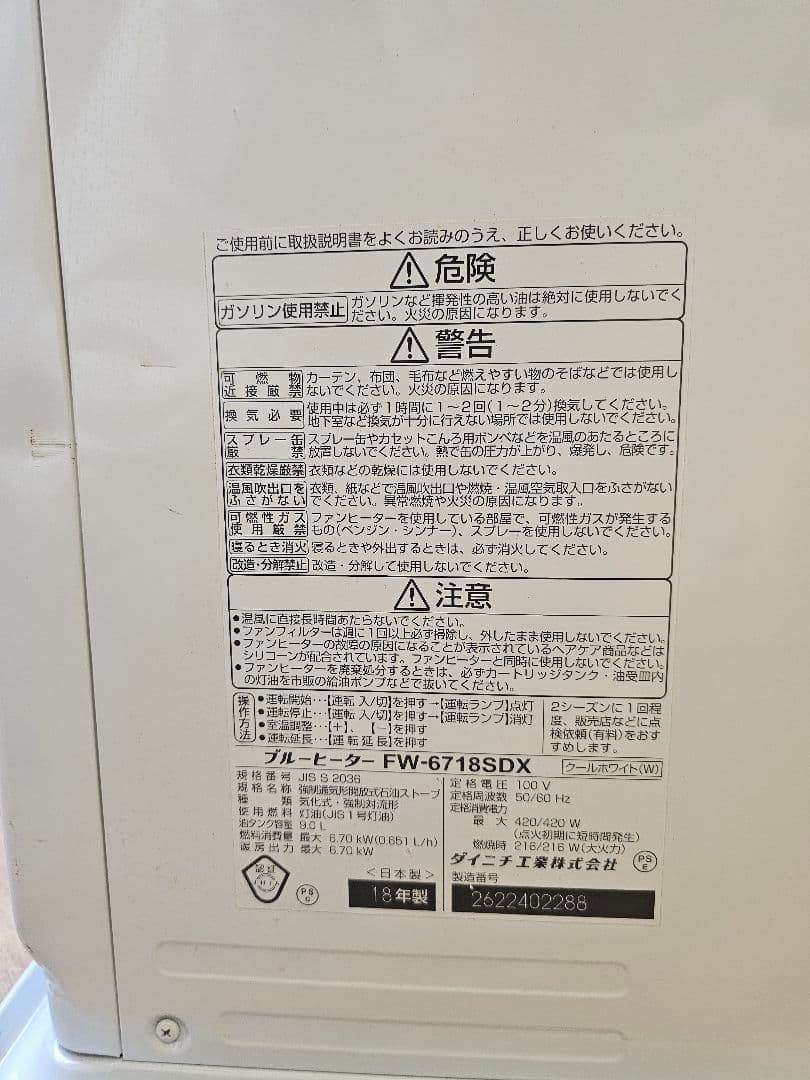 ご使用前に取扱説明書をよくお読みのうえ、正しくお使いください。
危険
ガソリン使用禁止 ガソリンなど揮発性の高い油は絶対に使用しないでください。火災の原因になります。
警告
可燃物近接厳禁 カーテン、布団、毛布など燃えやすい物のそばなどでは使用し
ないでください。火災の原因になります。
換気必要 使用中は必ず1時間に1〜2回(1〜2分)換気してください。
地下室など換気が十分に行えない場所では使用しないでください。
スプレー缶厳禁 スプレー缶やカセットこんろ用ボンベなどを温風のあたるところに
放置しないでください。熱で缶の圧力が上がり、爆発し、危険です。
衣類乾燥厳禁 衣類などの乾燥には使用しないでください。
温風吹出口をふさがない 衣類、紙などで温風吹出口や燃焼・温風空気取入口をふさがない
でください。異常燃焼や火災の原因になります。
可燃性ガス使用厳禁 ファンヒーターを使用している部屋で、可燃性ガスが発生する
もの(ベンジン・シンナー)、スプレーを使用しないでください。
寝るとき消火 寝るときや外出するときは、必ず消火してください。
改造・分解禁止 改造・分解して使用しないでください。
注意
●温風に直接長時間あたらないでください。
●ファンフィルターは週に1回以上必ず掃除し、外したまま使用しないでください。
●ファンヒーターの故障の原因になることが表示されているヘアケア商品などは
シリコーンが配合されています。ファンヒーターと同時に使用しないでください。
●ファンヒーターを廃棄処分するときは、必ずカートリッジタンク・油受皿内
の灯油を市販の給油ポンプなどで抜いてください。
操作方法
●運転開始…【運転 入/切】を押す→【運転ランプ】点灯
●運転停止…【運転 入/切】を押す→【運転ランプ】消灯
●室温調整…【+】、【−】を押す
●運転延長…【運転延長】を押す
2シーズンに1回程
度、販売店などに点
検依頼(有料)をおす
すめします。
ブルーヒーター FW-6718SDX クールホワイト(W)
規格番号 JIS S 2036
規格名称 強制通気形開放式石油ストーブ
種類 気化式・強制対流形
使用燃料 灯油(JIS1号灯油)
油タンク容量 9.0L
燃料消費量 最大 6.70 kW(0.651 L/h)
暖房出力 最大 6.70 kW
定格電圧 100 V
定格周波数 50/60 Hz
定格消費電力
最大 420/420 W
(点火初期に短時間発生)
燃焼時 216/216 W(大火力)
ダイニチ工業株式会社
PS
E
認証
JHIA
PS
G
<日本製>
18年製
製造番号
2622402288